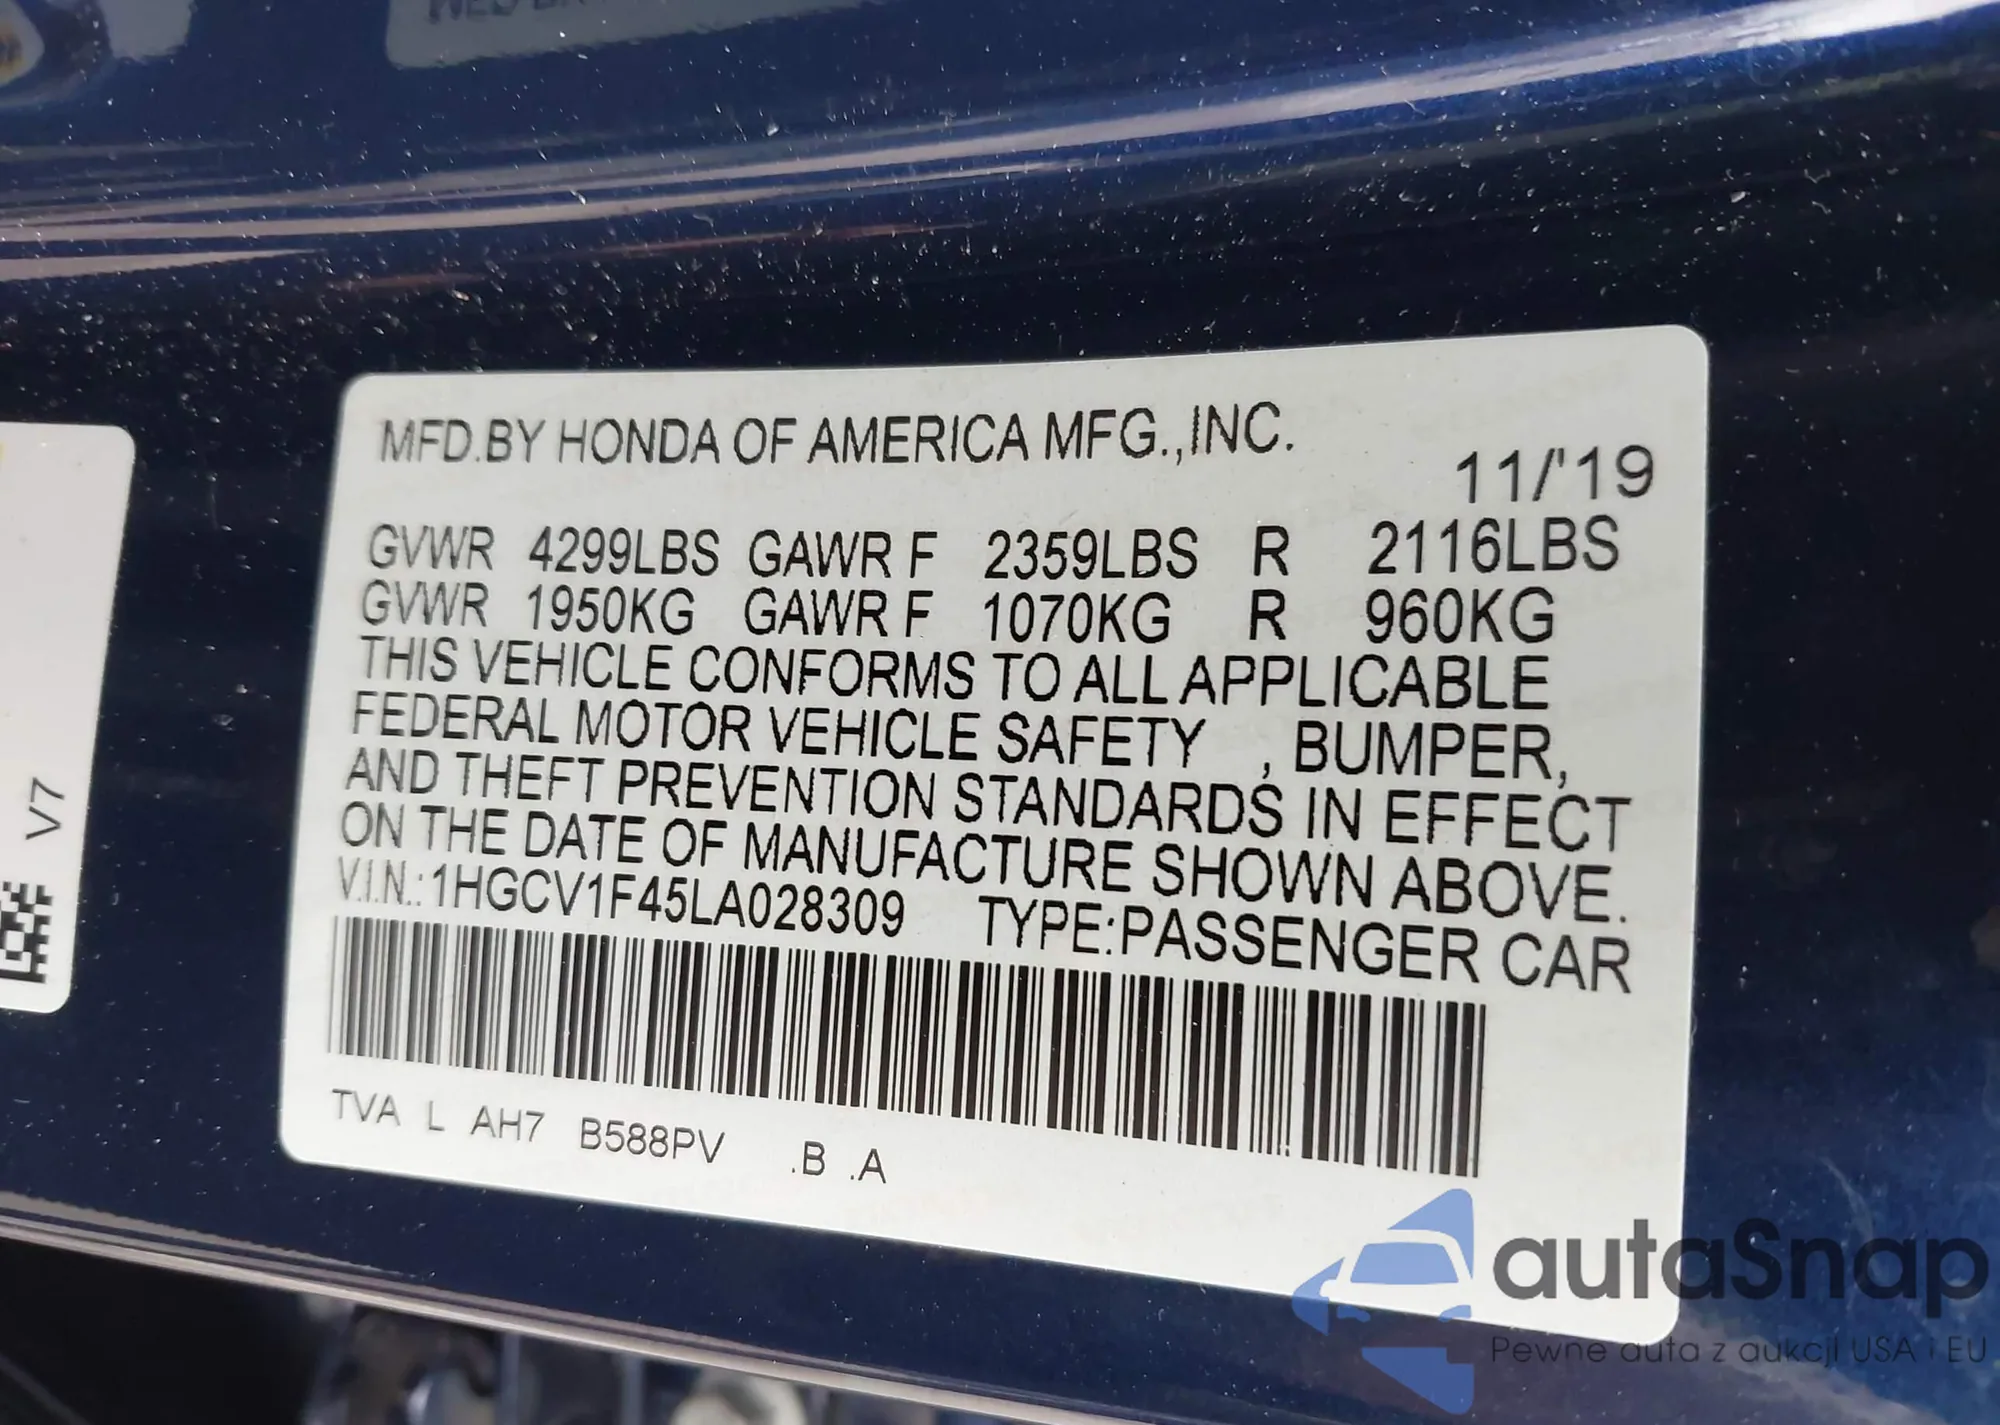 MFD.BY HONDA OF AMERICA MFG.,INC.
11/'19
GVWR 4299LBS GAWR F 2359LBS R 2116LBS
GVWR 1950KG GAWR F 1070KG R 960KG
THIS VEHICLE CONFORMS TO ALL APPLICABLE
FEDERAL MOTOR VEHICLE SAFETY , BUMPER,
AND THEFT PREVENTION STANDARDS IN EFFECT
ON THE DATE OF MANUFACTURE SHOWN ABOVE.
V.I.N.:1HGCV1F45LA028309 TYPE:PASSENGER CAR
TVA L AH7 B588PV .B .A
V7
autaSnap
Pewne auta z aukcji USA i EU